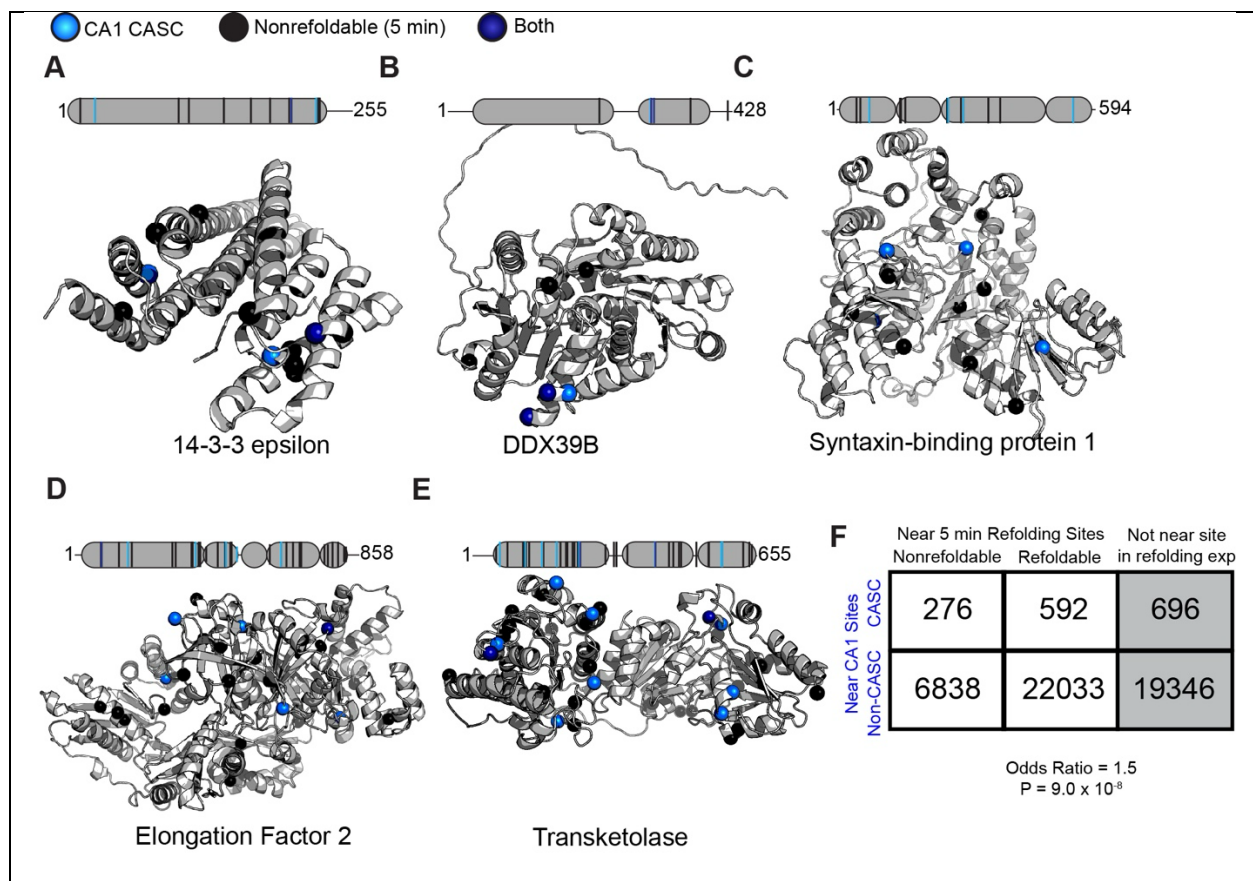 CA1 CASC Nonrefoldable (5 min) Both
A B C
1 255 1 428 1 594
14-3-3 epsilon DDX39B Syntaxin-binding protein 1
D E
1 858 1 655
Elongation Factor 2 Transketolase
F Near 5 min Refolding Sites Not near site
Nonrefoldable Refoldable in refolding exp
Near CA1 Sites
CASC 276 592 696
Non-CASC 6838 22033 19346
Odds Ratio = 1.5
P = 9.0 x 10⁻⁸